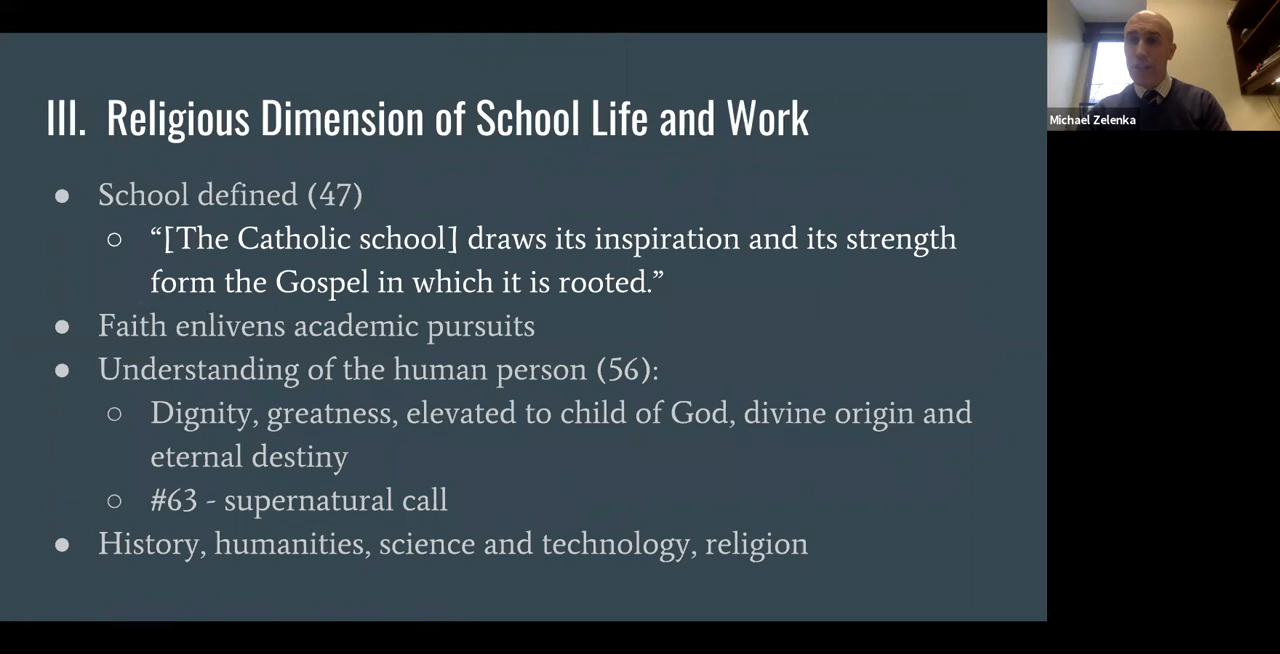 III. Religious Dimension of School Life and Work
● School defined (47)
○ “[The Catholic school] draws its inspiration and its strength
form the Gospel in which it is rooted.”
● Faith enlivens academic pursuits
● Understanding of the human person (56):
○ Dignity, greatness, elevated to child of God, divine origin and
eternal destiny
○ #63 - supernatural call
● History, humanities, science and technology, religion
Michael Zelenka